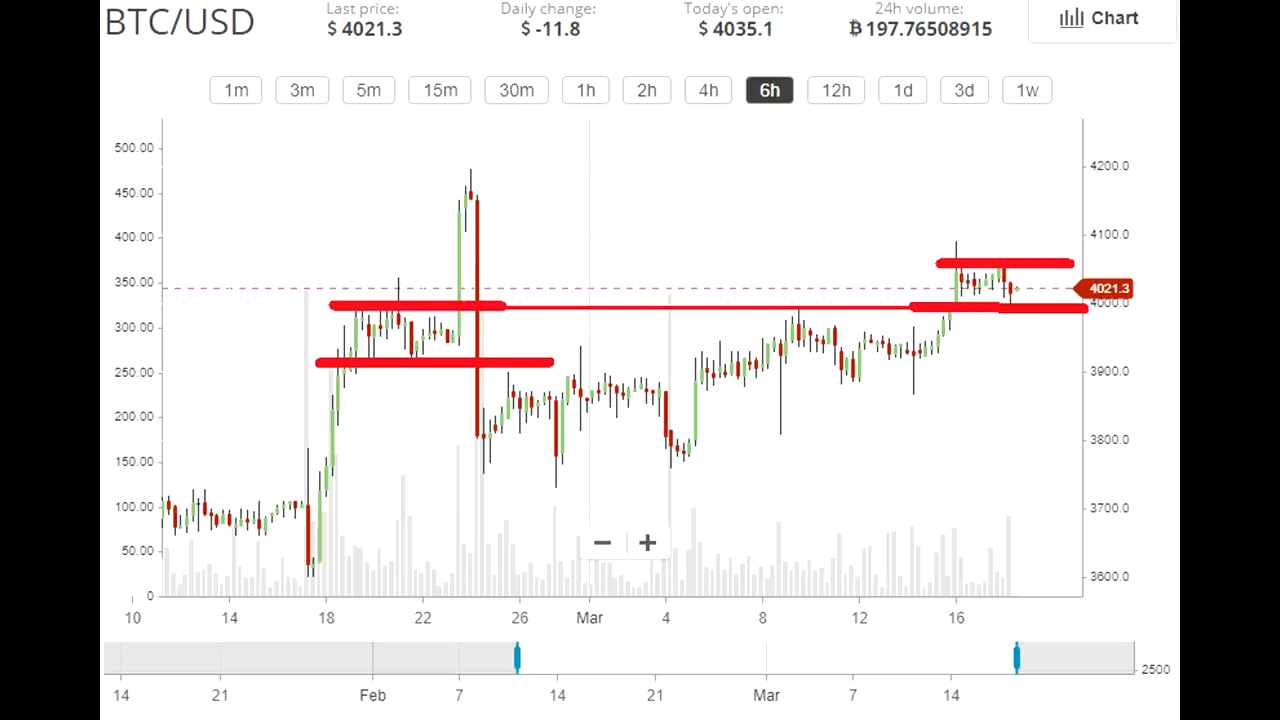 BTC/USD
Last price: Daily change: Today's open: 24h volume:
$ 4021.3 $ -11.8 $ 4035.1 Ƀ 197.76508915
Chart
1m 3m 5m 15m 30m 1h 2h 4h 6h 12h 1d 3d 1w
500.00
4200.0
450.00
400.00
4100.0
350.00
4021.3
4000.0
300.00
250.00
3900.0
200.00
3800.0
150.00
100.00
3700.0
50.00
3600.0
0
10 14 18 22 26 Mar 4 8 12 16
2500
14 21 Feb 7 14 21 Mar 7 14